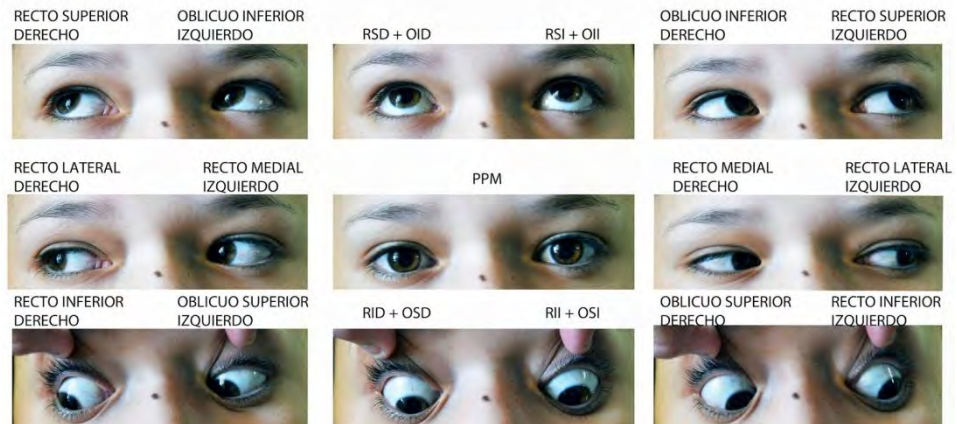 RECTO SUPERIOR
DERECHO
OBLICUO INFERIOR
IZQUIERDO
RSD + OID
RSI + OII
OBLICUO INFERIOR
DERECHO
RECTO SUPERIOR
IZQUIERDO
RECTO LATERAL
DERECHO
RECTO MEDIAL
IZQUIERDO
PPM
RECTO MEDIAL
DERECHO
RECTO LATERAL
IZQUIERDO
RECTO INFERIOR
DERECHO
OBLICUO SUPERIOR
IZQUIERDO
RID + OSD
RII + OSI
OBLICUO SUPERIOR
DERECHO
RECTO INFERIOR
IZQUIERDO